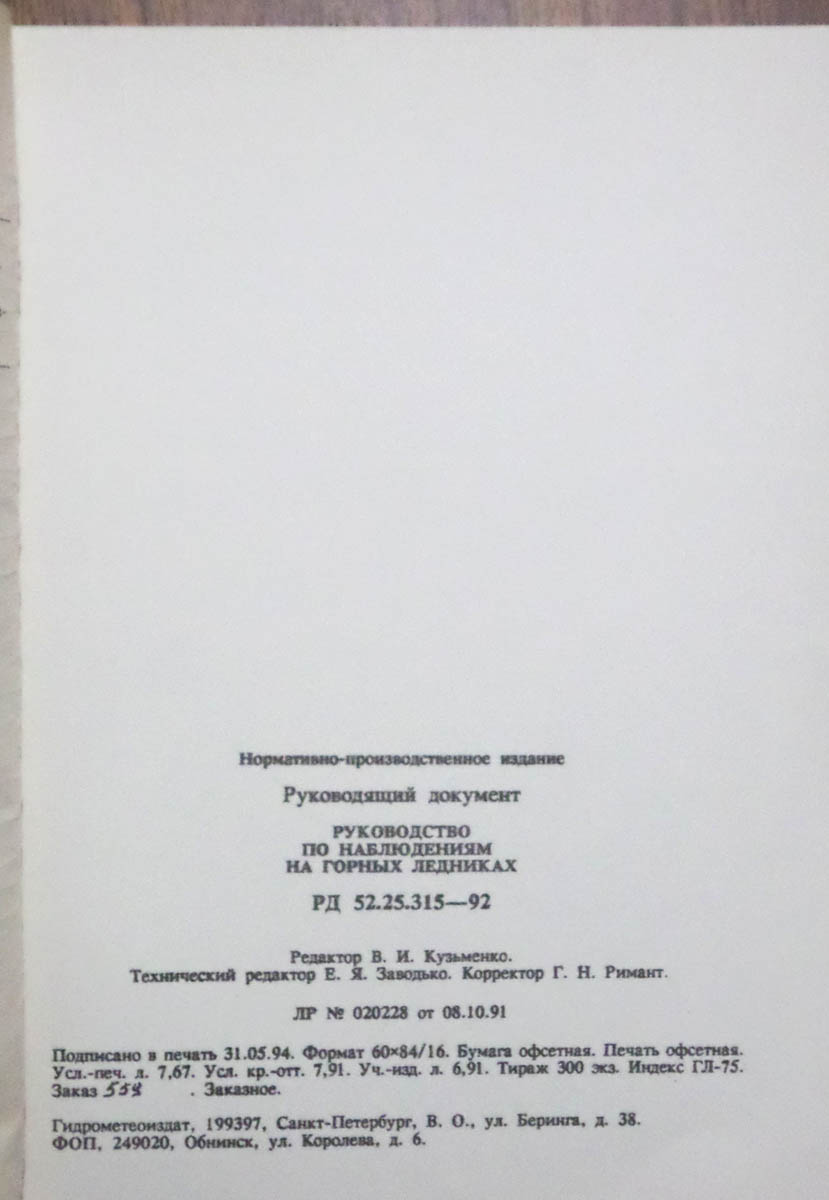 Нормативно-производственное издание
Руководящий документ
РУКОВОДСТВО
ПО НАБЛЮДЕНИЯМ
НА ГОРНЫХ ЛЕДНИКАХ
РД 52.25.315—92
Редактор В. И. Кузьменко.
Технический редактор Е. Я. Заводько. Корректор Г. Н. Римант.
ЛР № 020228 от 08.10.91
Подписано в печать 31.05.94. Формат 60×84/16. Бумага офсетная. Печать офсетная.
Усл.-печ. л. 7,67. Усл. кр.-отт. 7,91. Уч.-изд. л. 6,91. Тираж 300 экз. Индекс ГЛ-75.
Заказ . Заказное.
Гидрометеоиздат, 199397, Санкт-Петербург, В. О., ул. Беринга, д. 38.
ФОП, 249020, Обнинск, ул. Королева, д. 6.